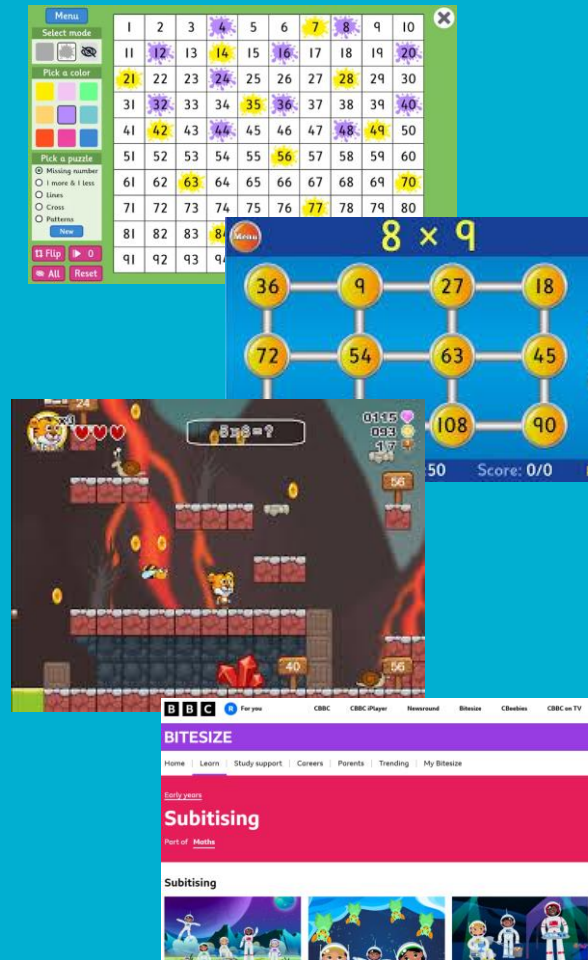 Menu
Select mode
Pick a color
Pick a puzzle
Missing number
1 more & 1 less
Lines
Cross
Patterns
New
Flip 0
All Reset
1 2 3 4 5 6 7 8 9 10
11 12 13 14 15 16 17 18 19 20
21 22 23 24 25 26 27 28 29 30
31 32 33 34 35 36 37 38 39 40
41 42 43 44 45 46 47 48 49 50
51 52 53 54 55 56 57 58 59 60
61 62 63 64 65 66 67 68 69 70
71 72 73 74 75 76 77 78 79 80
81 82 83
91 92 93
Menu
8 × 9
36 9 27 18
72 54 63 45
108 90
:50 Score: 0/0
24
x3
0115
093
17
56
40
56
BBC For you CBBC CBBC iPlayer Newsround Bitesize CBeebies CBBC on TV
BITESIZE
Home Learn Study support Careers Parents Trending My Bitesize
Early years
Subitising
Part of Maths
Subitising